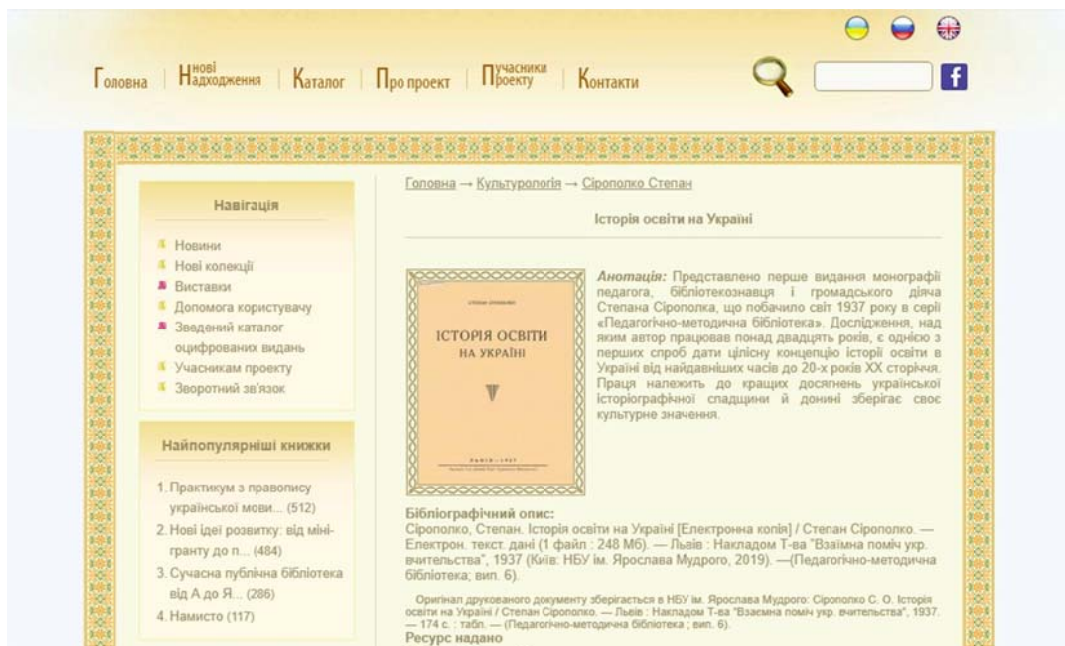 Головна
Нові Надходження
Каталог
Про проект
Учасники Проекту
Контакти
Навігація
Новини
Нові колекції
Виставки
Допомога користувачу
Зведений каталог
оцифрованих видань
Учасникам проекту
Зворотний зв'язок
Найпопулярніші книжки
1. Практикум з правопису
української мови... (512)
2. Нові ідеї розвитку: від міні-
гранту до п... (484)
3. Сучасна публічна бібліотека
від А до Я... (286)
4. Намисто (117)
Головна → Культурологія → Сірополко Степан
Історія освіти на Україні
СТЕПАН СІРОПОЛКО
ІСТОРІЯ ОСВІТИ
НА УКРАЇНІ
ЛЬВІВ – 1937
Анотація: Представлено перше видання монографії
педагога, бібліотекознавця і громадського діяча
Степана Сірополка, що побачило світ 1937 року в серії
«Педагогічно-методична бібліотека». Дослідження, над
яким автор працював понад двадцять років, є однією з
перших спроб дати цілісну концепцію історії освіти в
Україні від найдавніших часів до 20-х років XX сторіччя.
Праця належить до кращих досягнень української
історіографічної спадщини й донині зберігає своє
культурне значення.
Бібліографічний опис:
Сірополко, Степан. Історія освіти на Україні [Електронна копія] / Степан Сірополко. —
Електрон. текст. дані (1 файл : 248 Мб). — Львів : Накладом Т-ва "Взаїмна поміч укр.
вчительства", 1937 (Київ: НБУ ім. Ярослава Мудрого, 2019). —(Педагогічно-методична
бібліотека; вип. 6).
Оригінал друкованого документу зберігається в НБУ ім. Ярослава Мудрого: Сірополко С. О. Історія
освіти на Україні / Степан Сірополко. — Львів : Накладом Т-ва "Взаємна поміч укр. вчительства", 1937.
— 174 с. : табл. — (Педагогічно-методична бібліотека ; вип. 6).
Ресурс надано